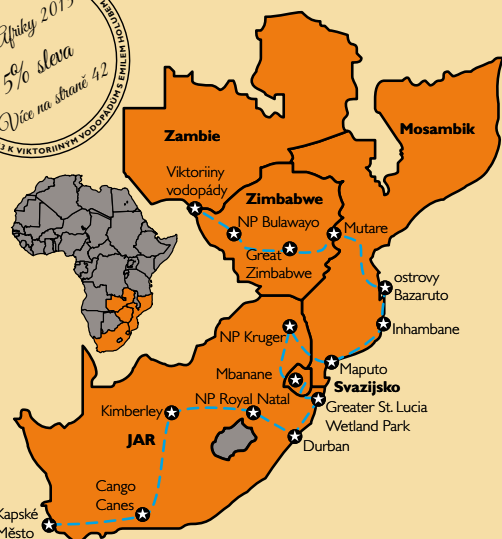 Afriky 2013
5% sleva
Více na straně 42
3 K VIKTORIINÝM VODOPÁDŮM S EMILEM HOLUBEM
Zambie
Mosambik
Viktoriiny
vodopády
Zimbabwe
NP Bulawayo
Mutare
Great
Zimbabwe
ostrovy
Bazaruto
Inhambane
NP Kruger
Maputo
Mbanane
Svazijsko
NP Royal Natal
Greater St. Lucia
Wetland Park
Kimberley
JAR
Durban
Cango
Canes
Kapské
Město